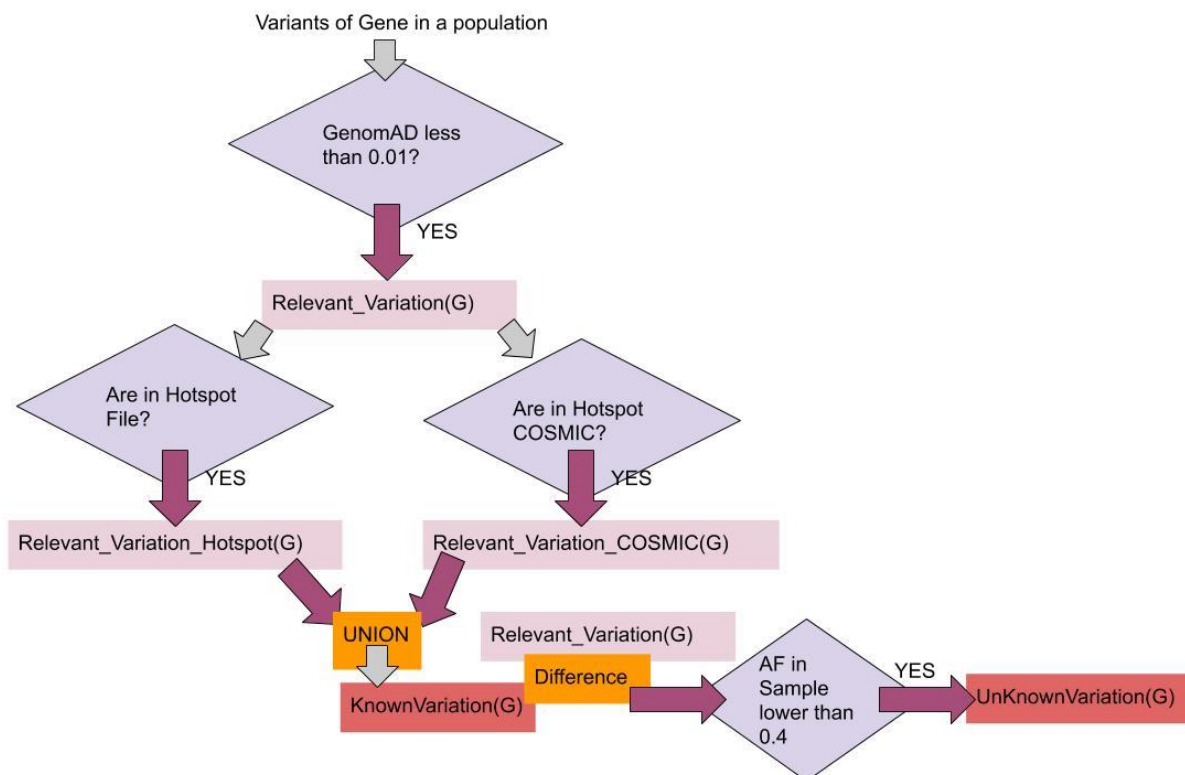 Variants of Gene in a population
GenomAD less
than 0.01?
YES
Relevant_Variation(G)
Are in Hotspot
File?
Are in Hotspot
COSMIC?
YES
YES
Relevant_Variation_Hotspot(G)
Relevant_Variation_COSMIC(G)
UNION
Relevant_Variation(G)
Difference
KnownVariation(G)
AF in
Sample
lower than
0.4
YES
UnKnownVariation(G)